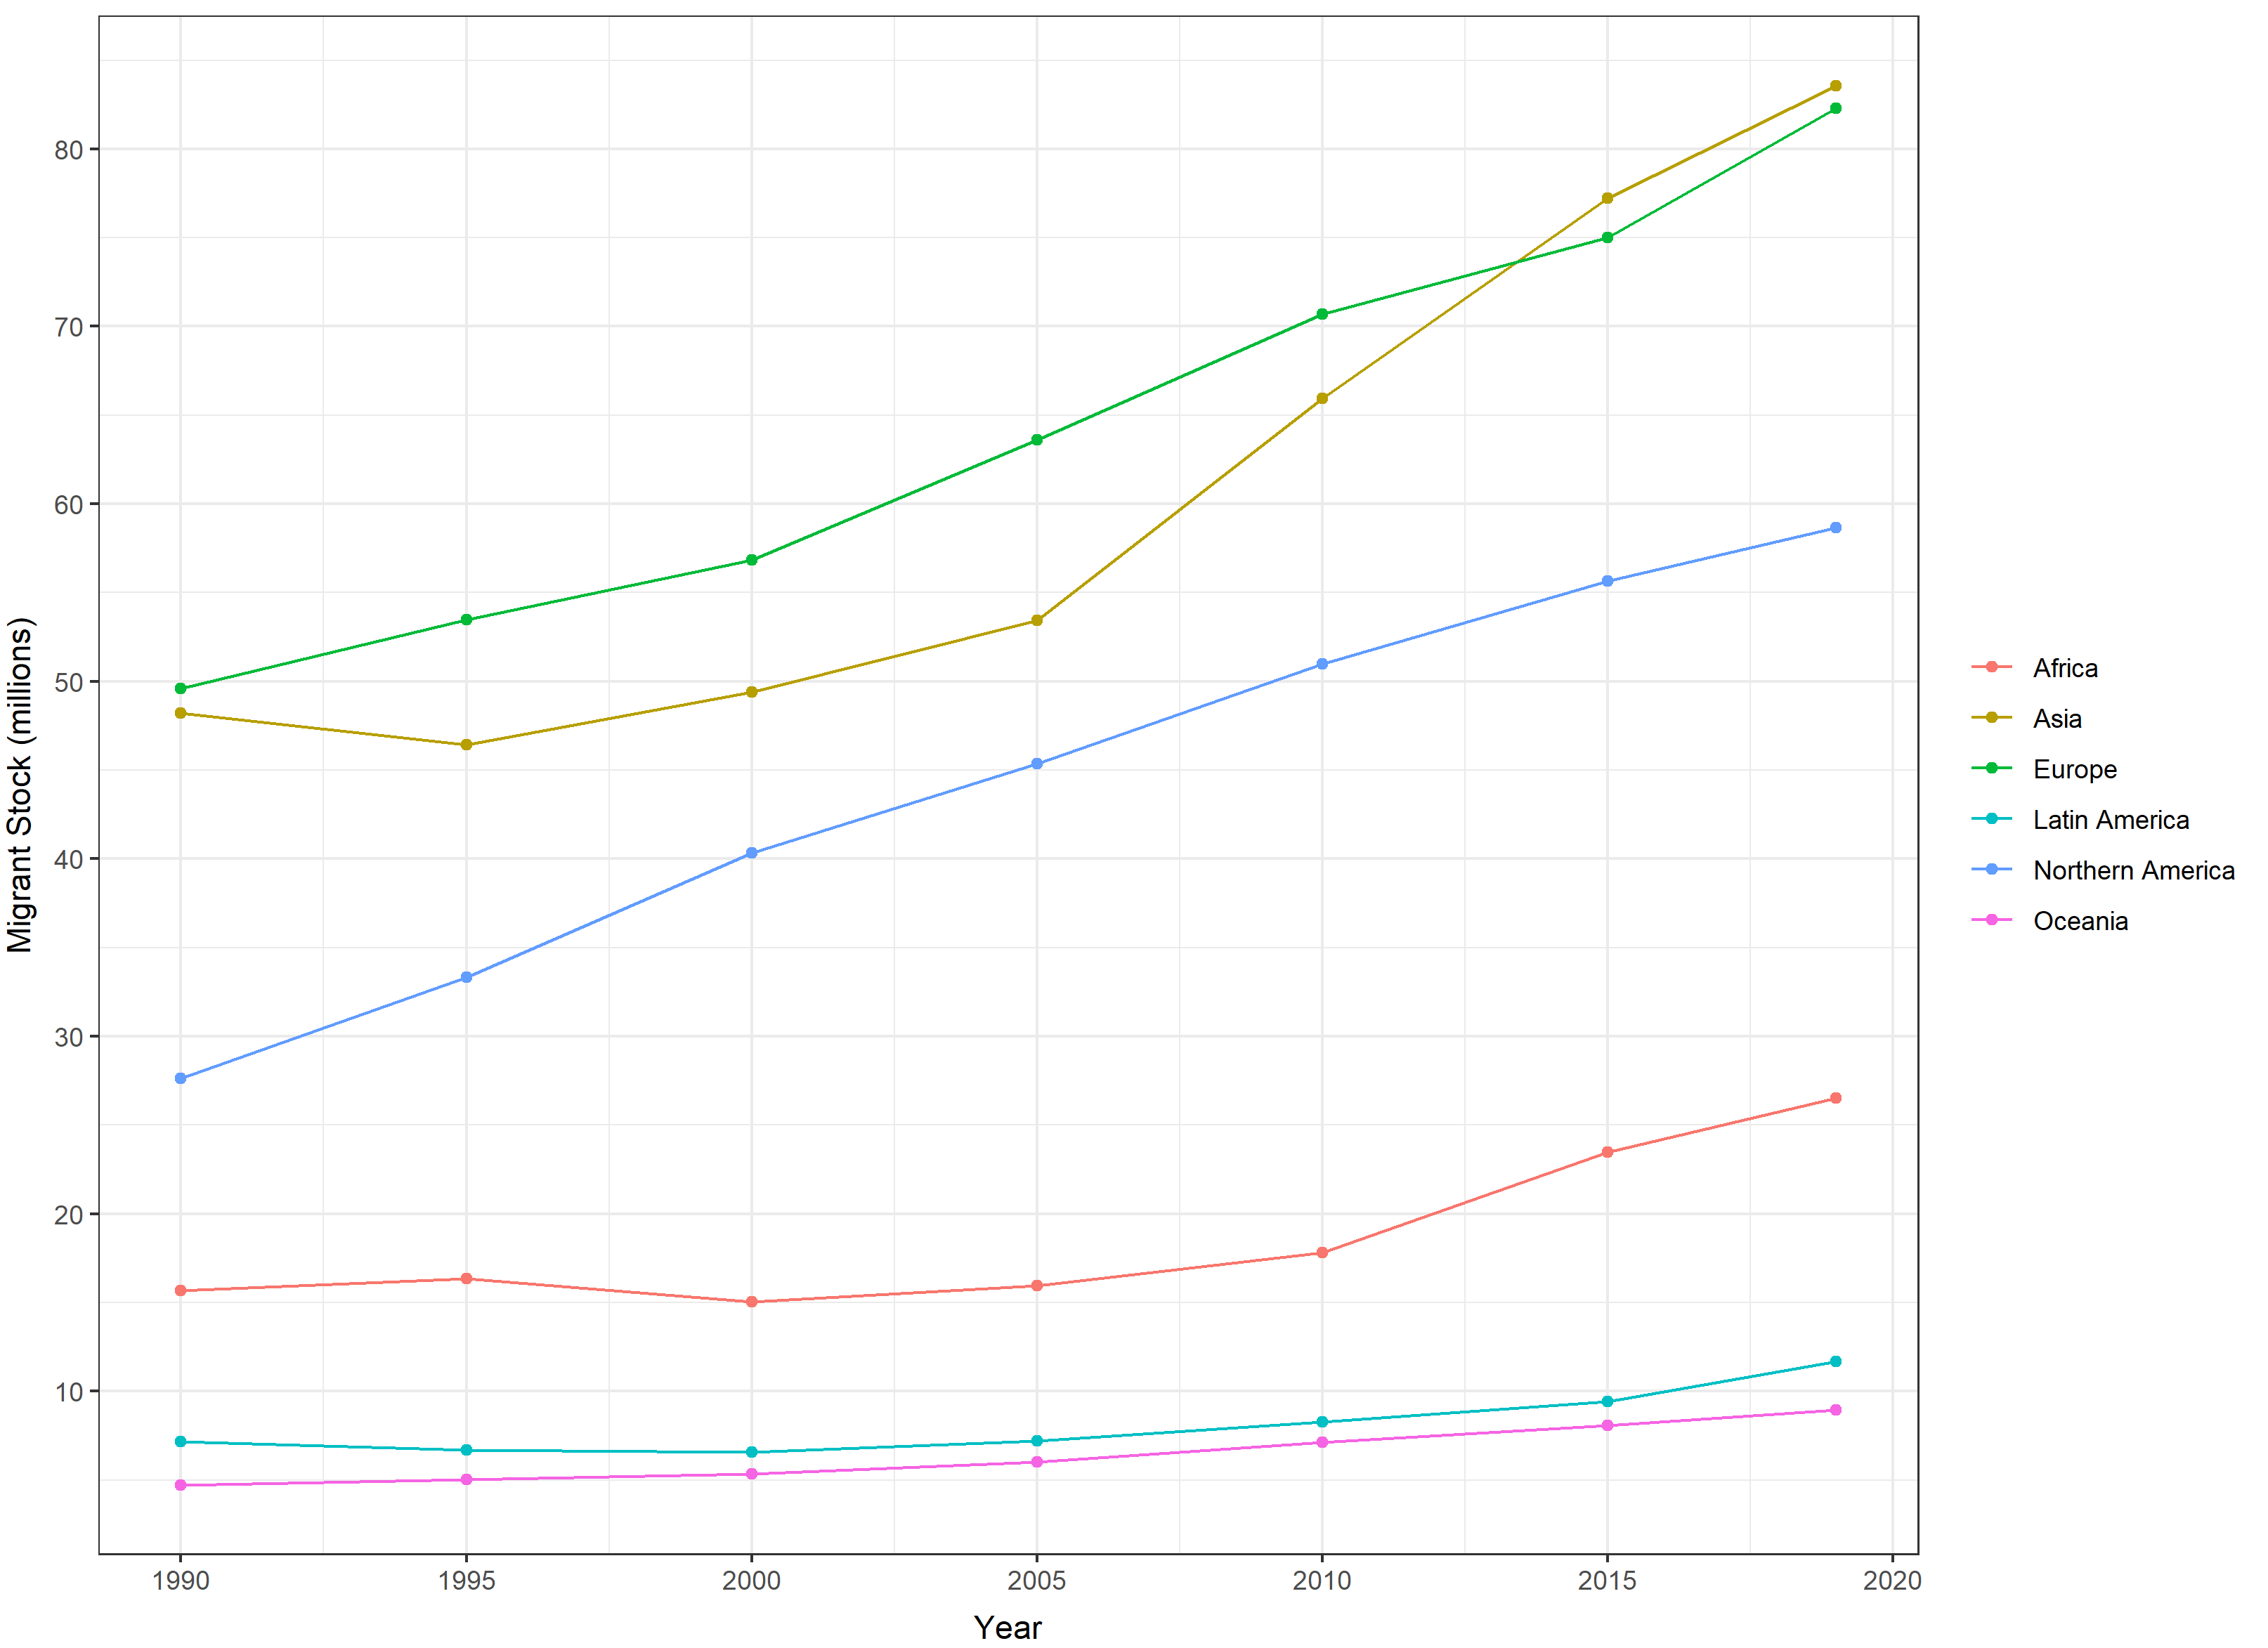 80
70
60
50
40
30
20
10
Migrant Stock (millions)
1990 1995 2000 2005 2010 2015 2020
Year
Africa
Asia
Europe
Latin America
Northern America
Oceania